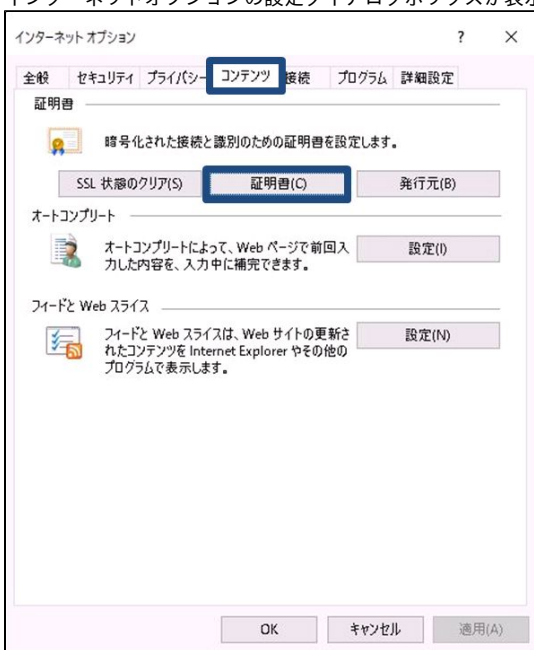 インターネット オプション ? ×
全般 セキュリティ プライバシー コンテンツ 接続 プログラム 詳細設定
証明書
暗号化された接続と識別のための証明書を設定します。
SSL 状態のクリア(S) 証明書(C) 発行元(B)
オートコンプリート
オートコンプリートによって、Web ページで前回入
力した内容を、入力中に補完できます。
設定(I)
フィードと Web スライス
フィードと Web スライスは、Web サイトの更新さ
れたコンテンツを Internet Explorer やその他の
プログラムで表示します。
設定(N)
OK キャンセル 適用(A)